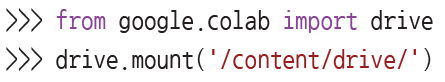 >>> from google.colab import drive
>>> drive.mount('/content/drive/')